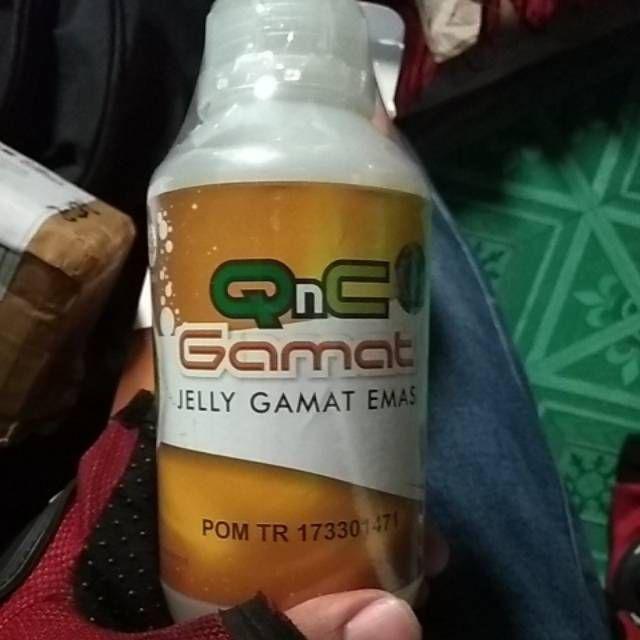 QnC
Gamat
JELLY GAMAT EMAS
POM TR 173301471